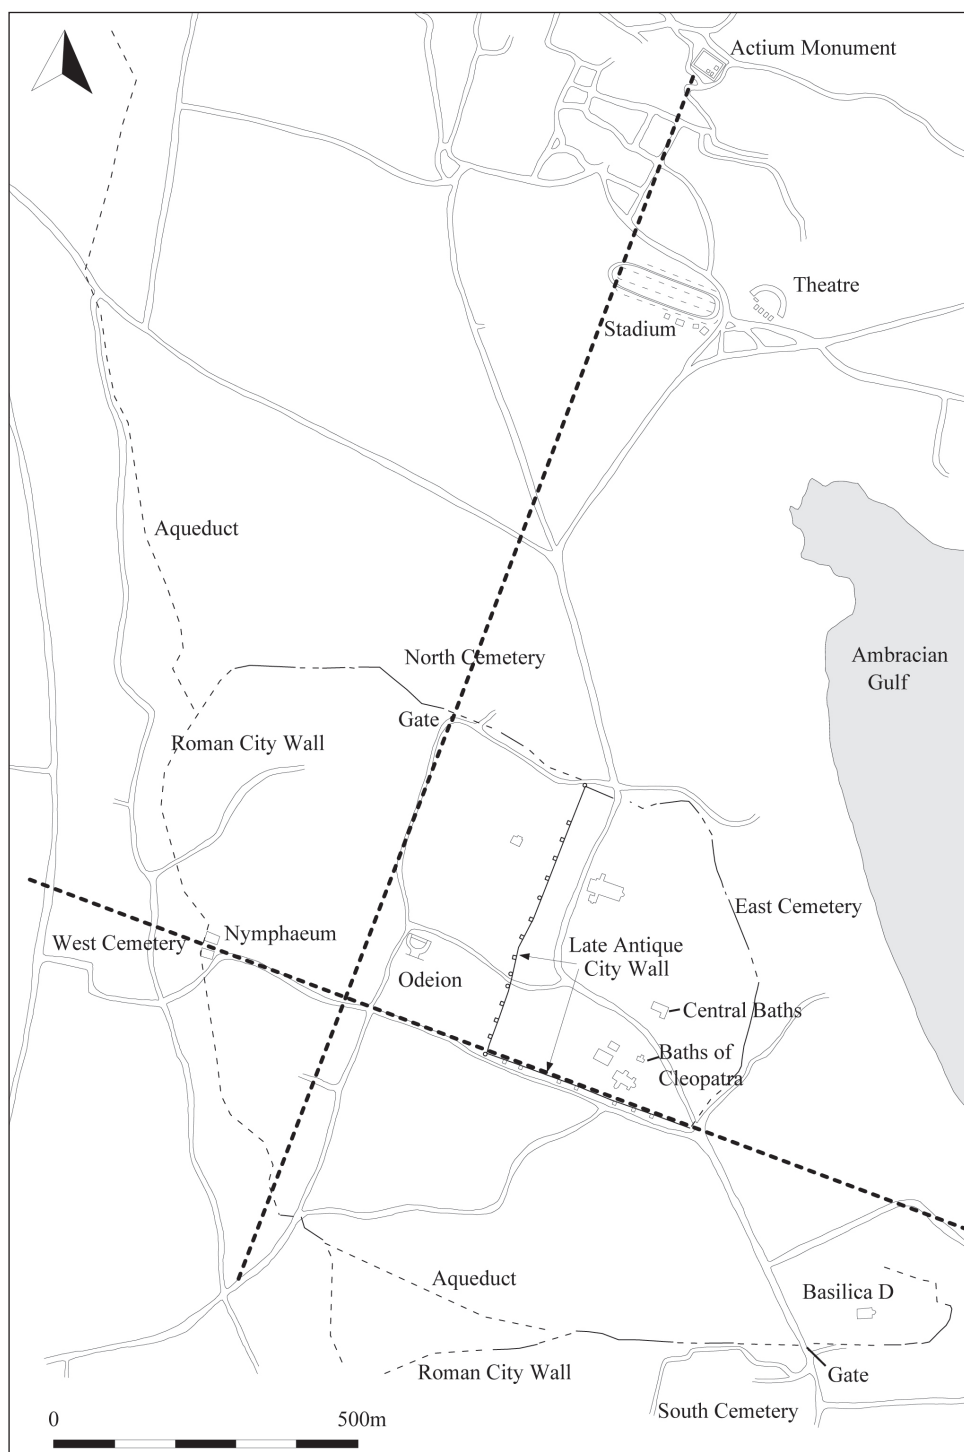 Actium Monument
Theatre
Stadium
Aqueduct
North Cemetery
Ambracian
Gulf
Gate
Roman City Wall
East Cemetery
West Cemetery
Nymphaeum
Late Antique
City Wall
Odeion
Central Baths
Baths of
Cleopatra
Aqueduct
Basilica D
Roman City Wall
Gate
South Cemetery
0
500m